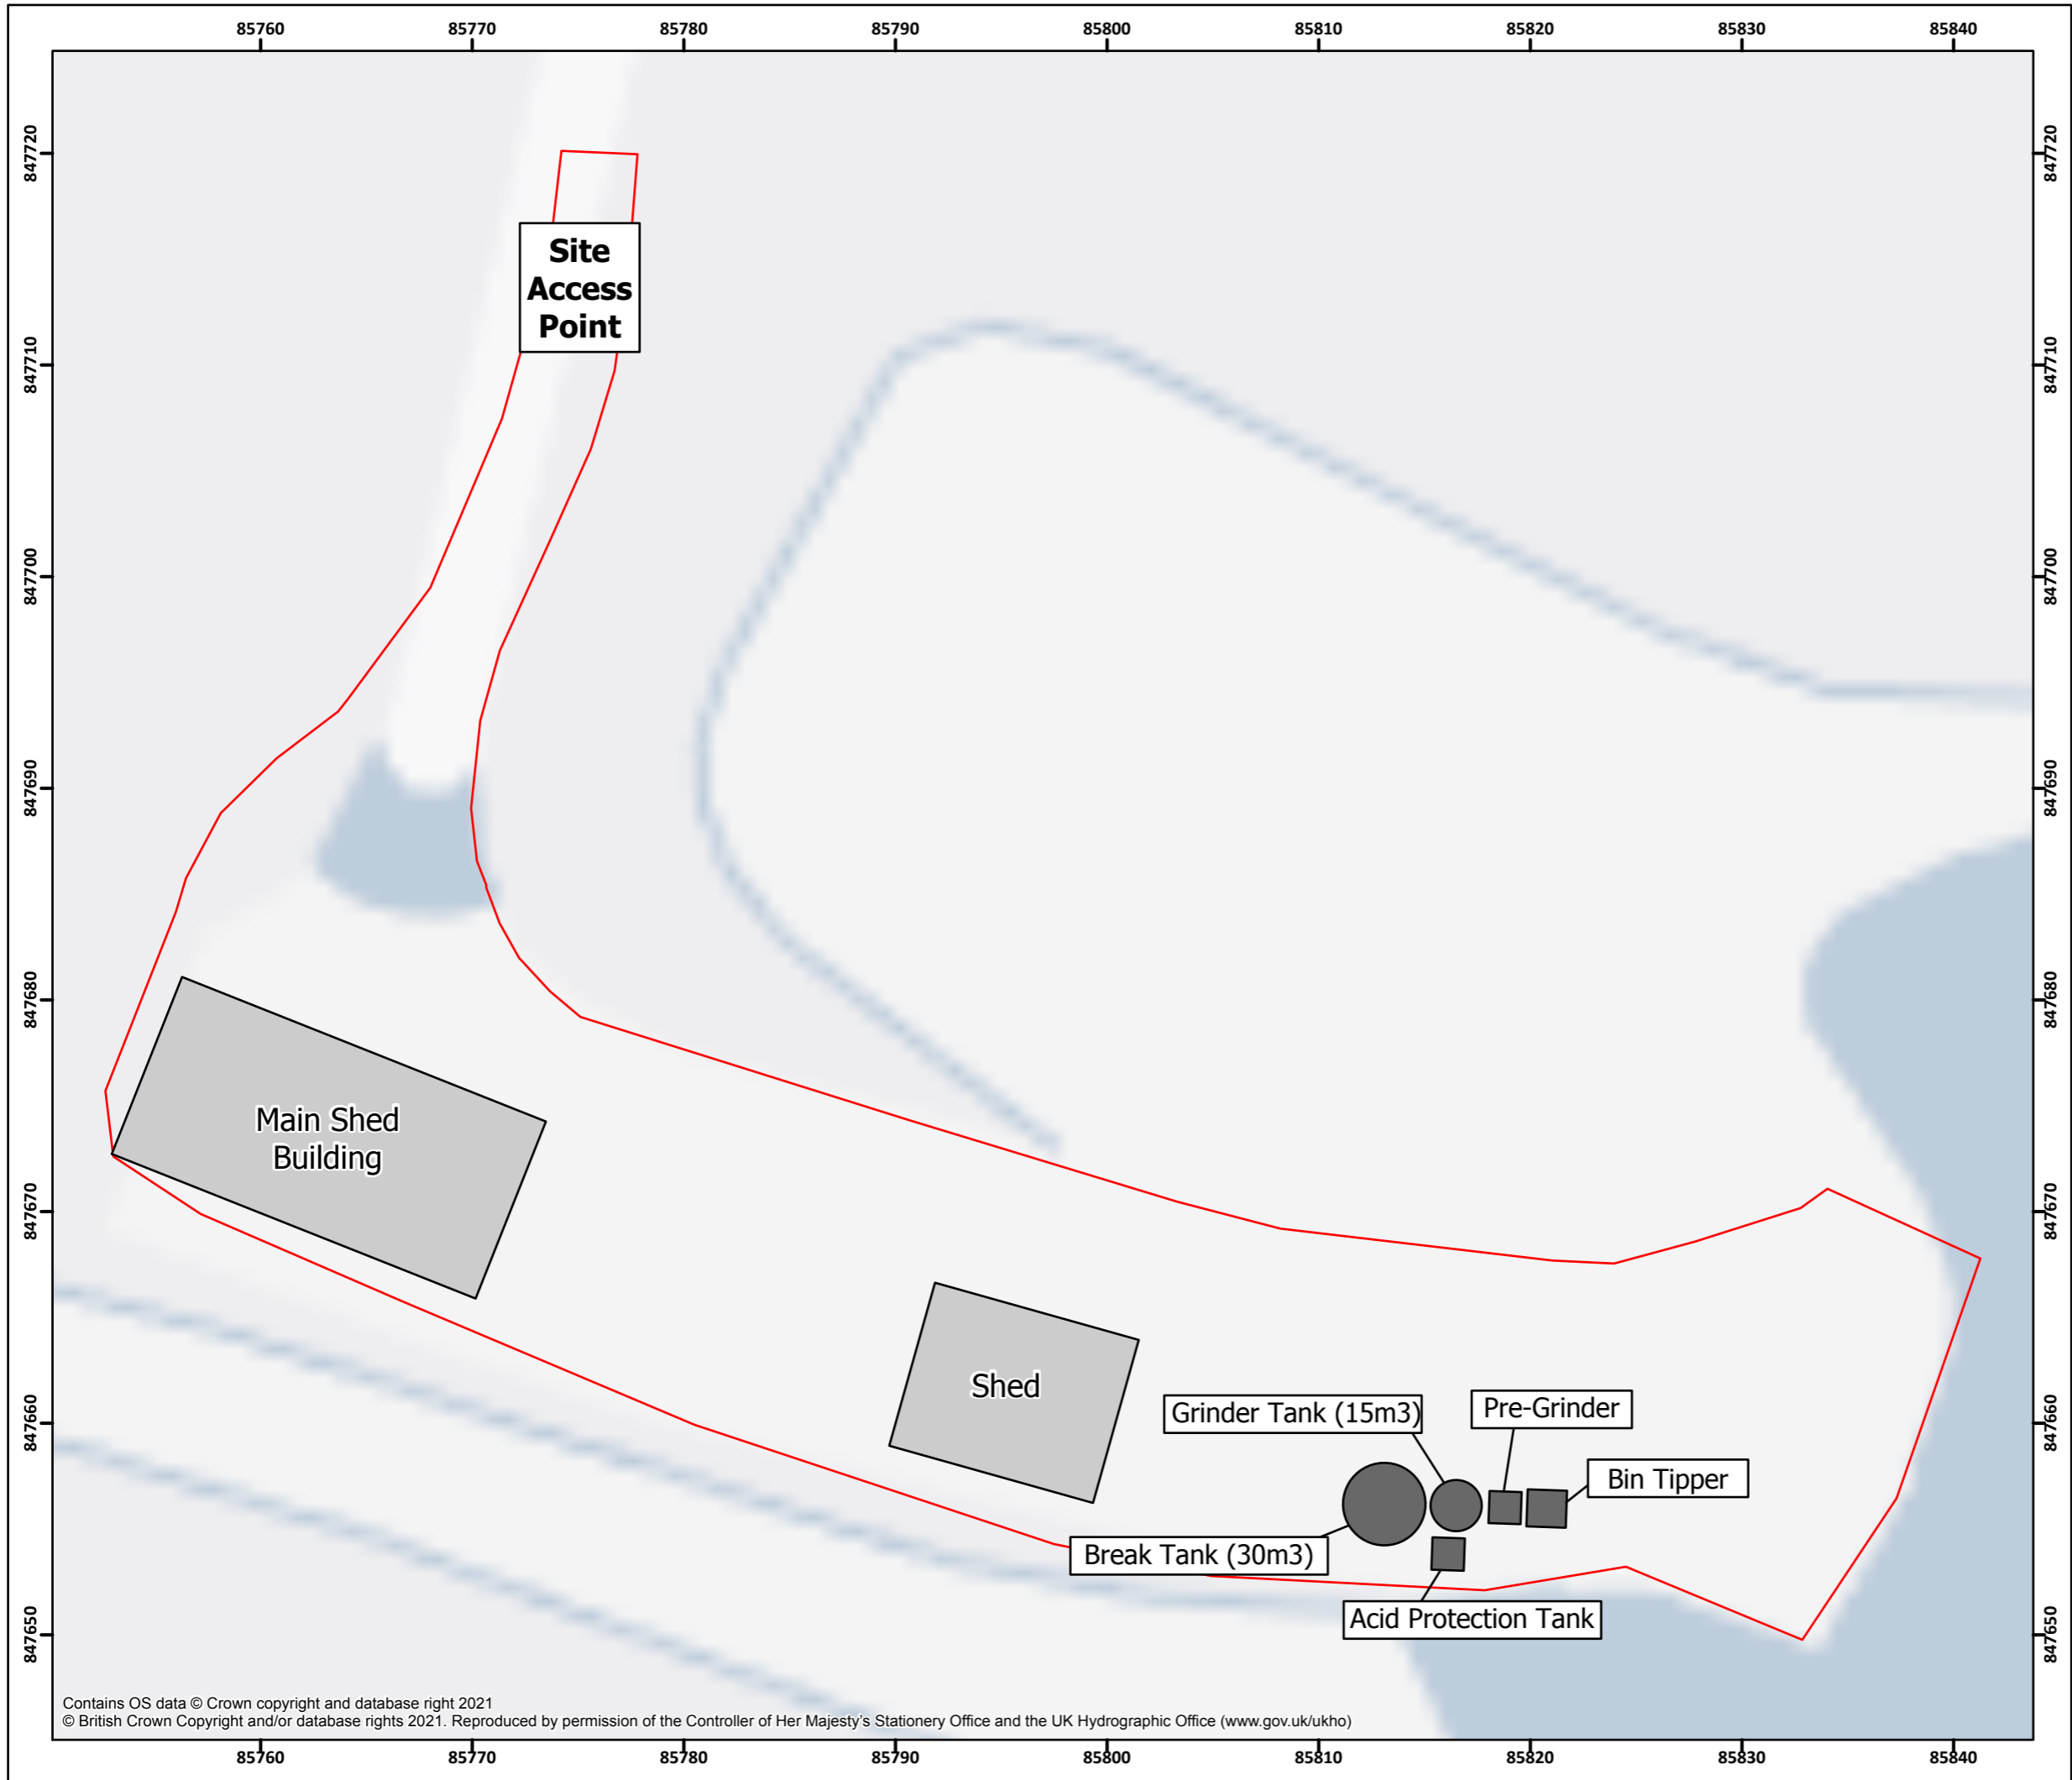 85760 85770 85780 85790 85800 85810 85820 85830 85840
847720 847720
Site
Access
Point
847710 847710
847700 847700
847690 847690
847680 847680
Main Shed
Building
847670 847670
Shed
Pre-Grinder
Grinder Tank (15m3)
847660 847660
Bin Tipper
Break Tank (30m3)
Acid Protection Tank
847650 847650
Contains OS data © Crown copyright and database right 2021
© British Crown Copyright and/or database rights 2021. Reproduced by permission of the Controller of Her Majesty's Stationery Office and the UK Hydrographic Office (www.gov.uk/ukho)
85760 85770 85780 85790 85800 85810 85820 85830 85840